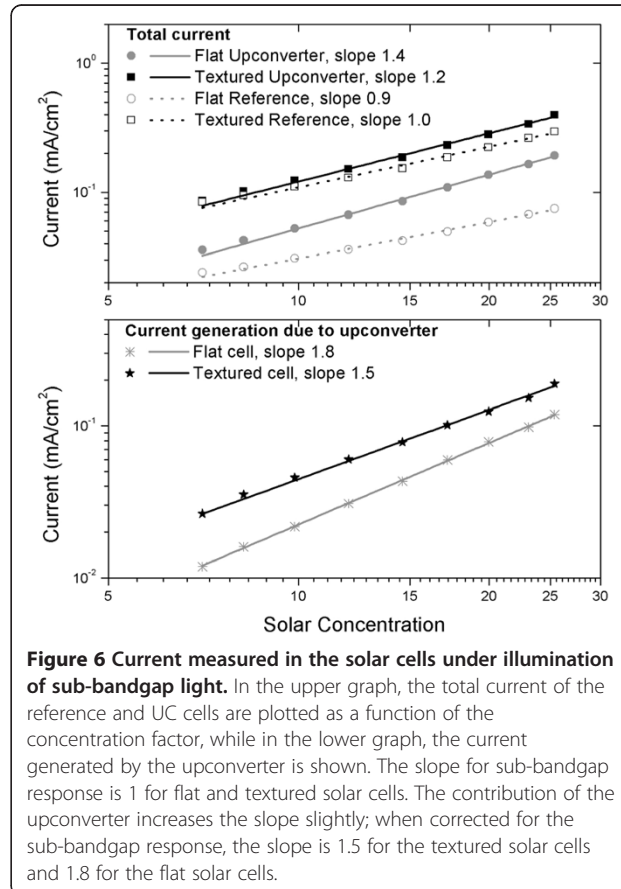 Total current
Flat Upconverter, slope 1.4
Textured Upconverter, slope 1.2
Flat Reference, slope 0.9
Textured Reference, slope 1.0
Current (mA/cm²)
10⁰
10⁻¹
5
10
15
20
25
30
Current generation due to upconverter
Flat cell, slope 1.8
Textured cell, slope 1.5
Current (mA/cm²)
10⁻¹
10⁻²
5
10
15
20
25
30
Solar Concentration
Figure 6 Current measured in the solar cells under illumination
of sub-bandgap light. In the upper graph, the total current of the
reference and UC cells are plotted as a function of the
concentration factor, while in the lower graph, the current
generated by the upconverter is shown. The slope for sub-bandgap
response is 1 for flat and textured solar cells. The contribution of the
upconverter increases the slope slightly; when corrected for the
sub-bandgap response, the slope is 1.5 for the textured solar cells
and 1.8 for the flat solar cells.